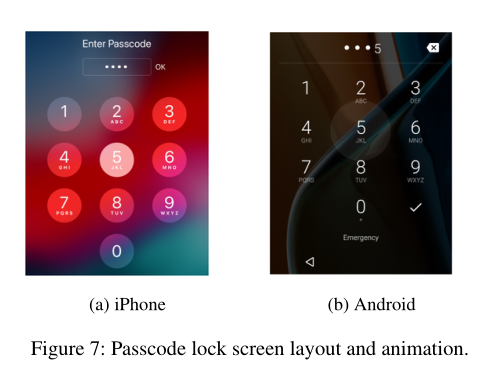 Enter Passcode
•••• OK
1 2 3
ABC DEF
4 5 6
GHI JKL MNO
7 8 9
PQRS TUV WXYZ
0
•••5
1 2 3
ABC DEF
4 5 6
GHI JKL MNO
7 8 9
PQRS TUV WXYZ
0
+
Emergency
(a) iPhone (b) Android
Figure 7: Passcode lock screen layout and animation.